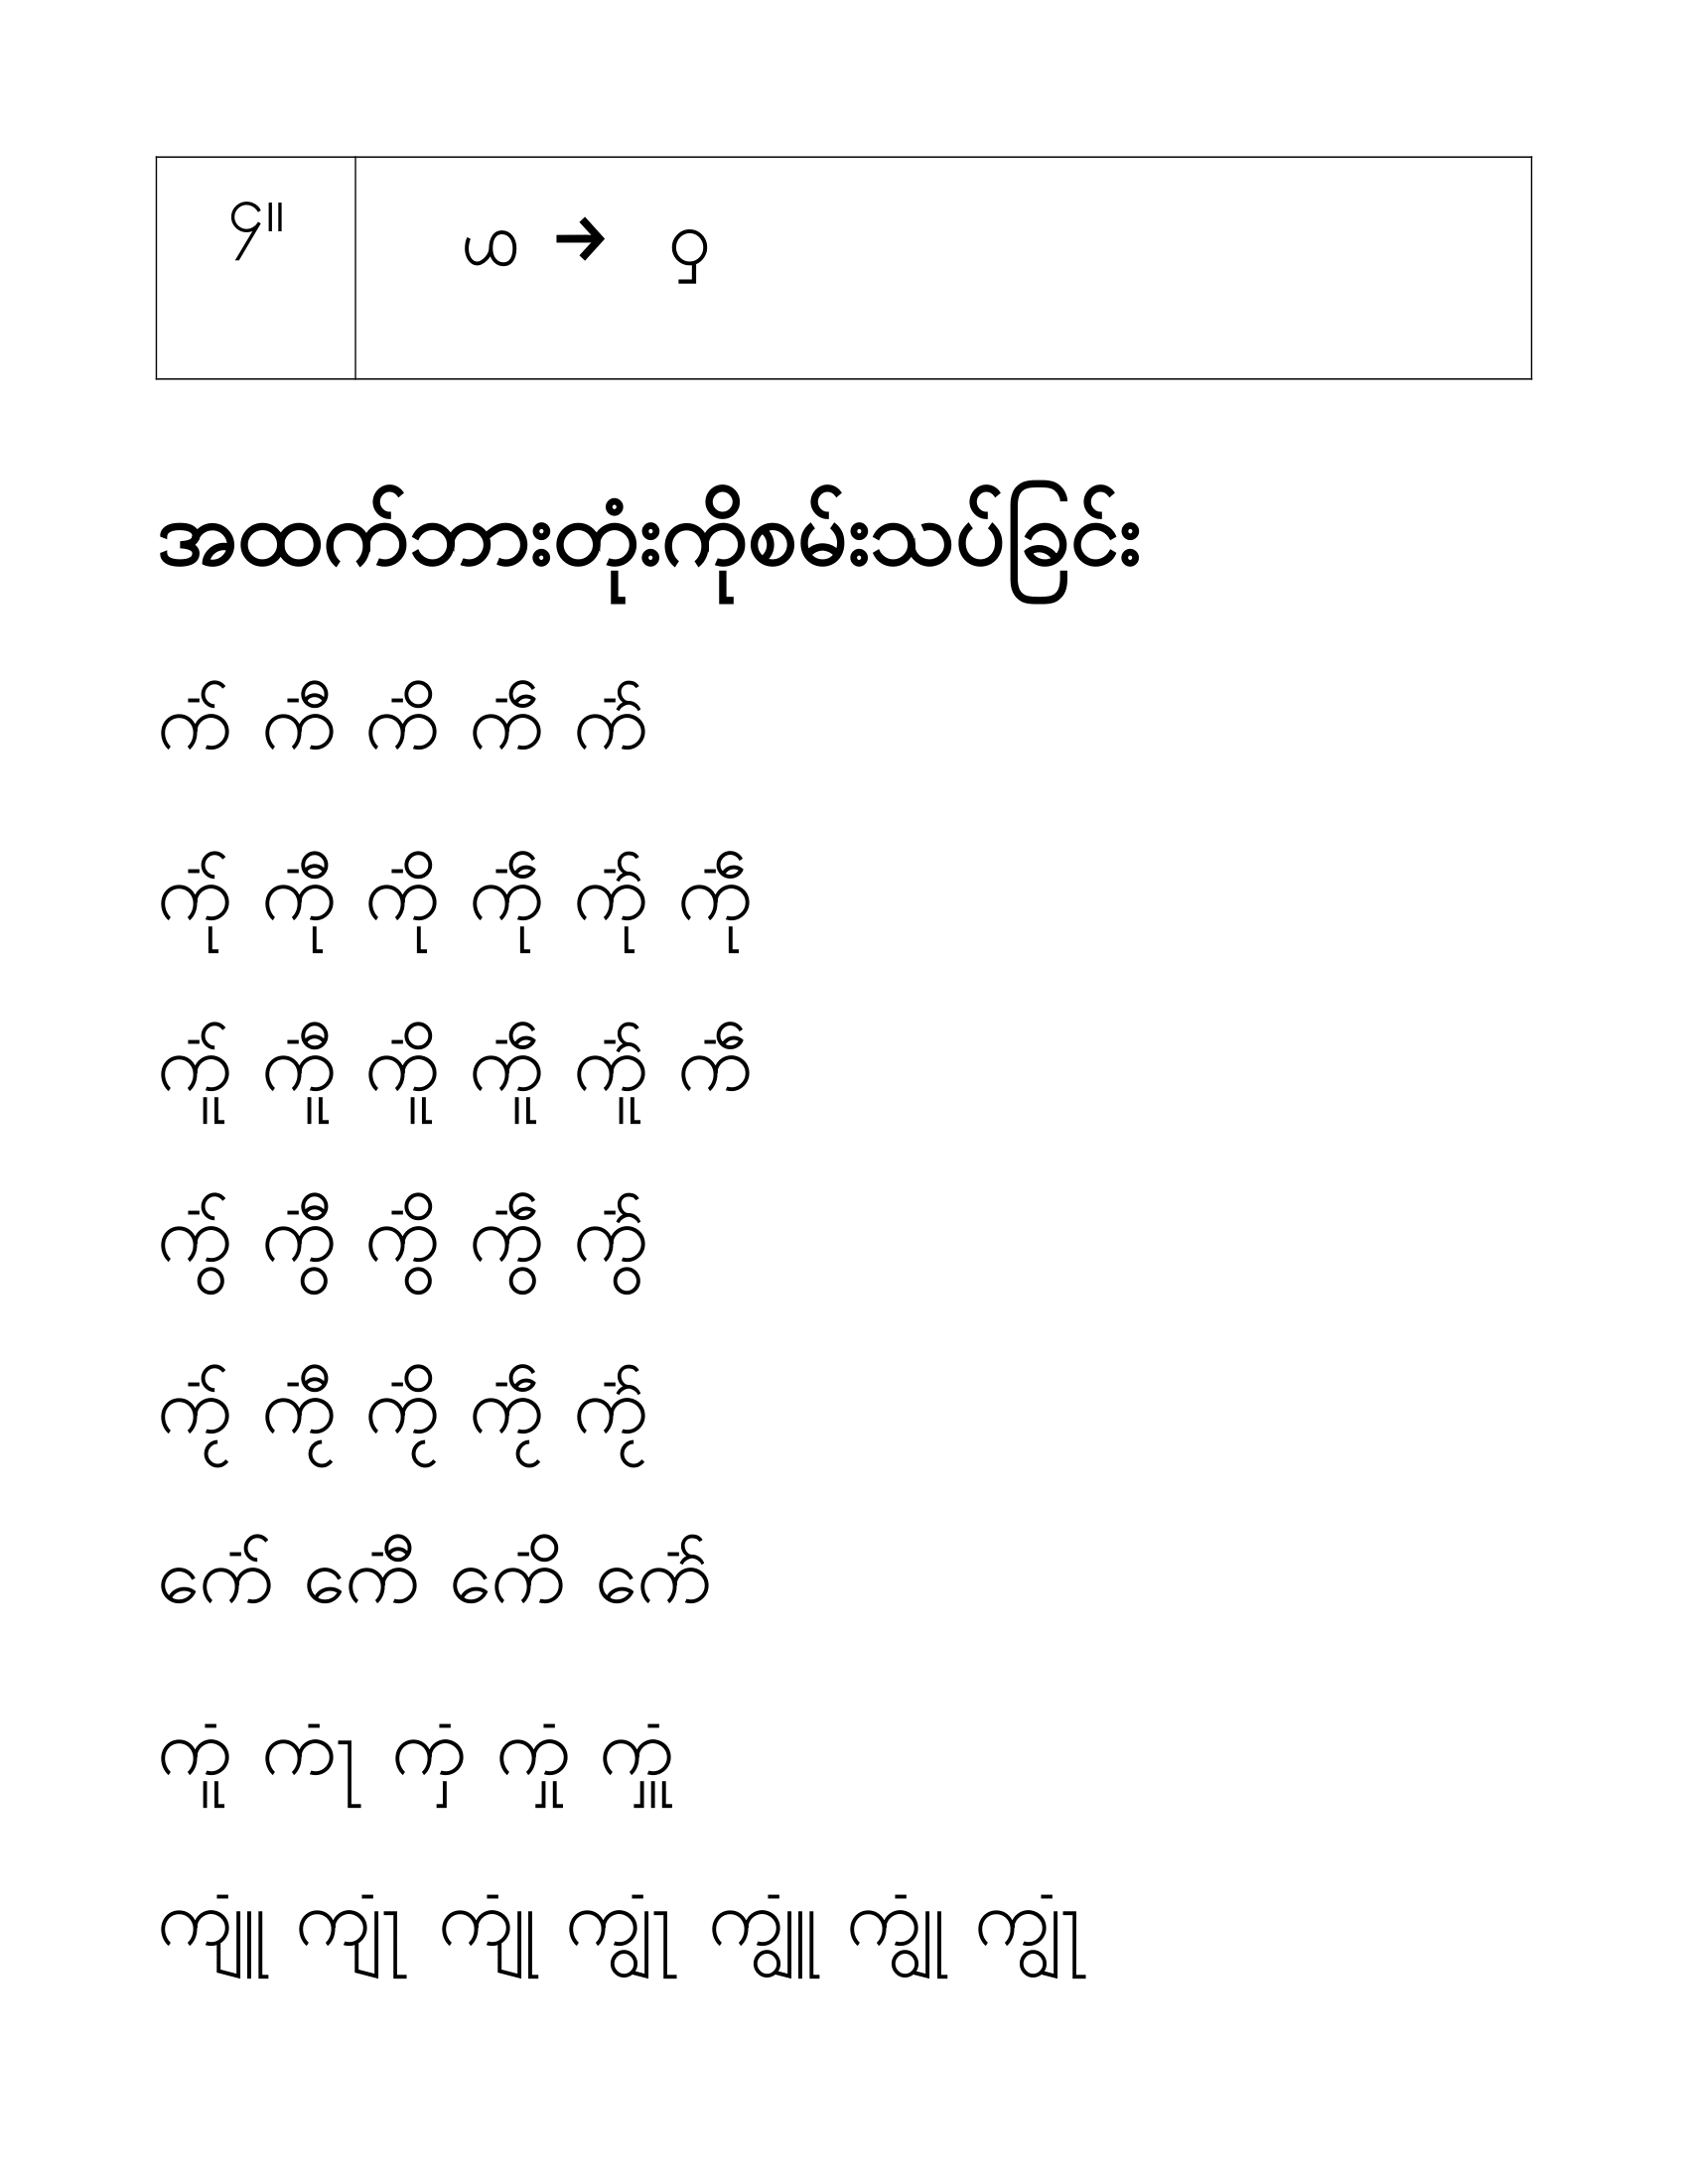 ၄။ ဃ → ဝှ
အထက်ဘားတုံးကိုစမ်းသပ်ခြင်း
က်̄ ကီ̄ ကိ̄ ကဵ̄ ကဲ̄
ကု်̄ ကီု̄ ကို̄ ကဵု̄ ကဲု̄ ကဵု̄
ကူ်̄ ကီူ̄ ကိူ̄ ကဵူ̄ ကဲူ̄ ကဵ̄
ကွ်̄ ကွီ̄ ကွိ̄ ကွဵ̄ ကွဲ̄
ကၠ်̄ ကၠီ̄ ကၠိ̄ ကၠဵ̄ ကၠဲ̄
ကေ်̄ ကေီ̄ ကေိ̄ ကေဲ̄
ကူ̄ က̄ၢ ကှ̄ ကှု̄ ကှူ̄
ကျူ̄ ကျ̄ၢ ကျု̄ ကျွ̄ၢ ကျွူ̄ ကျွု̄ ကျွ̄ၢ